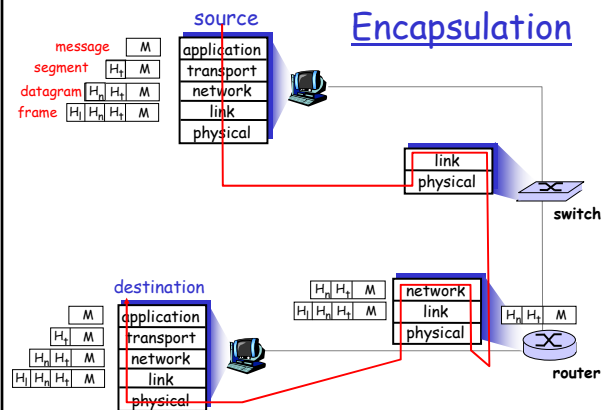 Encapsulation
source
message M application
segment Ht M transport
datagram Hn Ht M network
frame Hl Hn Ht M link
physical
link
physical
switch
destination
Hn Ht M network Hn Ht M
Hl Hn Ht M link
physical
router
M application
Ht M transport
Hn Ht M network
Hl Hn Ht M link
physical